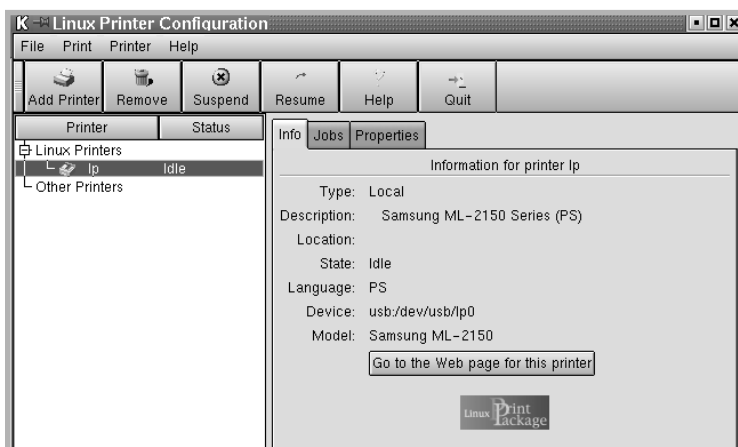 Linux Printer Configuration
File Print Printer Help
Add Printer Remove Suspend Resume Help Quit
Printer Status
Linux Printers
lp Idle
Other Printers
Info Jobs Properties
Information for printer lp
Type: Local
Description: Samsung ML-2150 Series (PS)
Location:
State: Idle
Language: PS
Device: usb:/dev/usb/lp0
Model: Samsung ML-2150
Go to the Web page for this printer
Linux Print Package